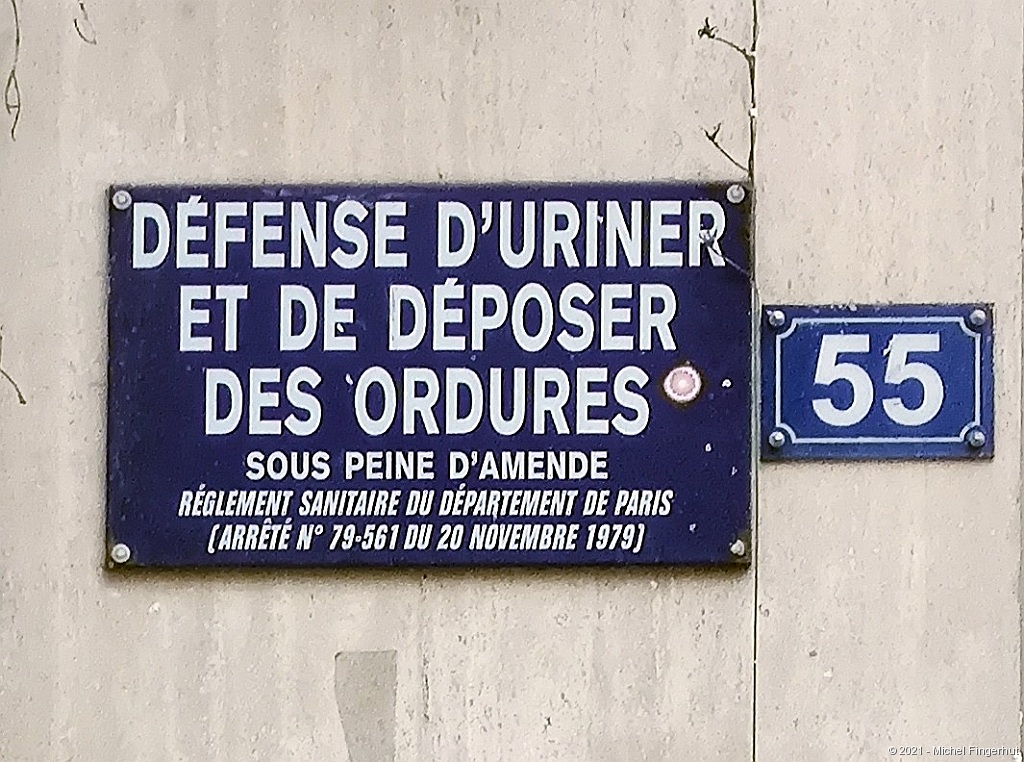 DÉFENSE D'URINER
ET DE DÉPOSER
DES ORDURES
SOUS PEINE D'AMENDE
RÉGLEMENT SANITAIRE DU DÉPARTEMENT DE PARIS
(ARRÊTÉ N° 79-561 DU 20 NOVEMBRE 1979)
55
© 2021 - Michel Fingerhut